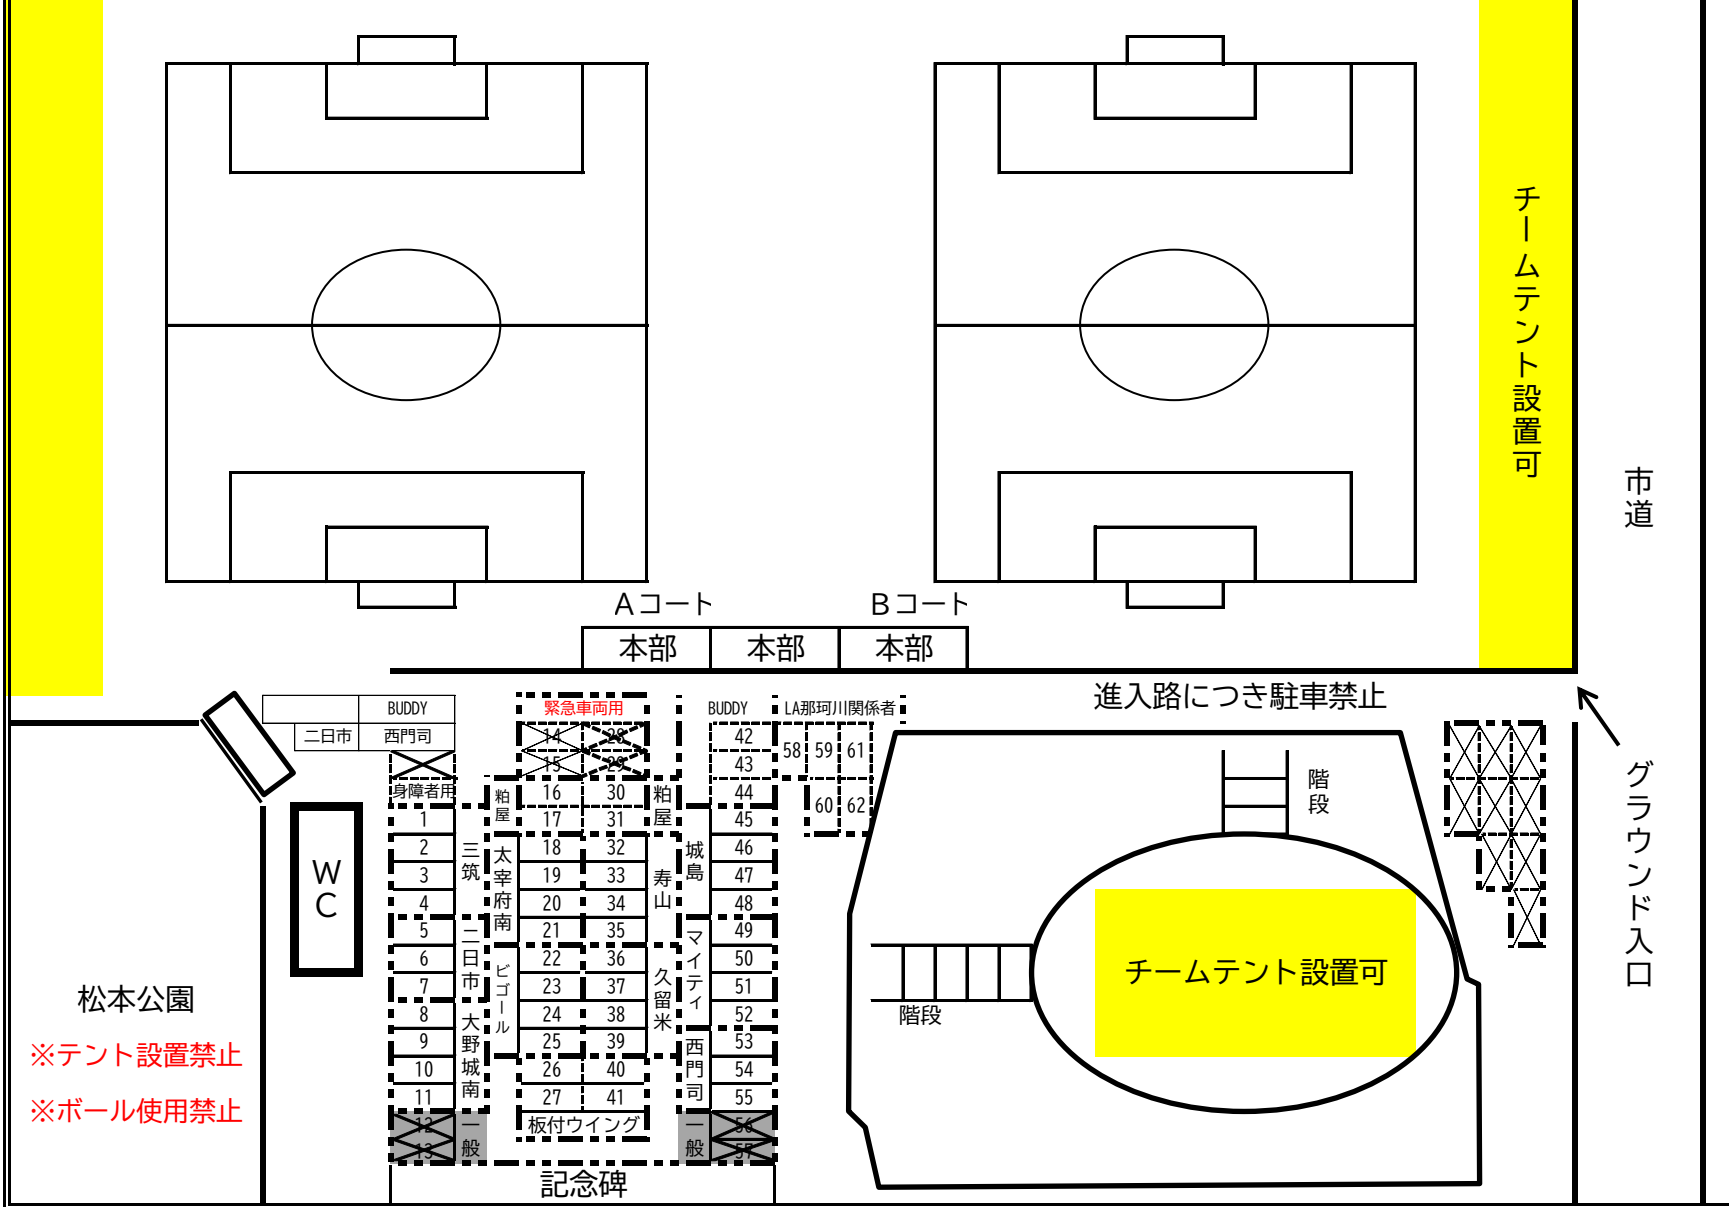 チームテント設置可
市道
Aコート
Bコート
本部
本部
本部
進入路につき駐車禁止
グラウンド入口
BUDDY
二日市
西門司
身障者用
緊急車両用
BUDDY
LA那珂川関係者
14
28
15
29
16
30
17
31
18
32
19
33
20
34
21
35
22
36
23
37
24
38
25
39
26
40
27
41
板付ウイング
粕屋
太宰府南
ビゴール
粕屋
寿山
久留米
1
2
3
4
5
6
7
8
9
10
11
12
13
三筑
二日市
大野城南
一般
城島
マイティ
西門司
一般
42
43
44
45
46
47
48
49
50
51
52
53
54
55
56
57
58
59
61
60
62
階段
階段
チームテント設置可
WC
松本公園
※テント設置禁止
※ボール使用禁止
記念碑